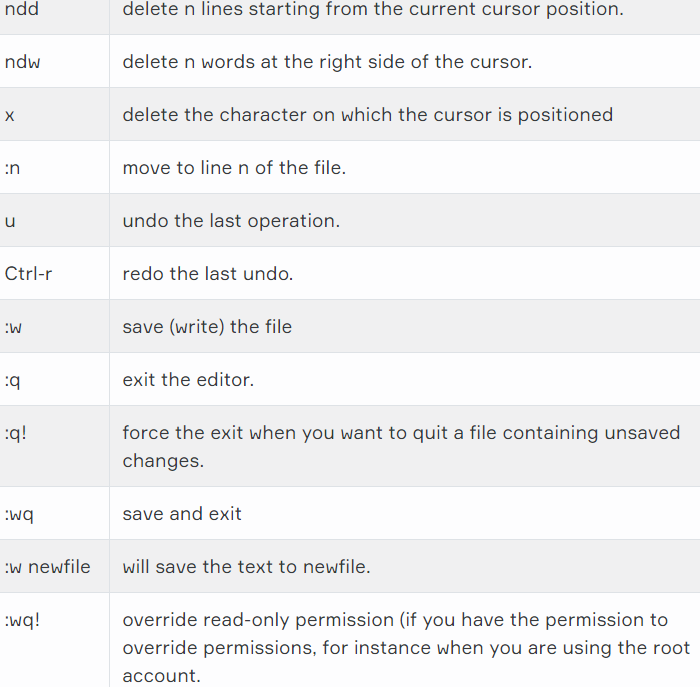 ndd delete n lines starting from the current cursor position.
ndw delete n words at the right side of the cursor.
x delete the character on which the cursor is positioned
:n move to line n of the file.
u undo the last operation.
Ctrl-r redo the last undo.
:w save (write) the file
:q exit the editor.
:q! force the exit when you want to quit a file containing unsaved
changes.
:wq save and exit
:w newfile will save the text to newfile.
:wq! override read-only permission (if you have the permission to
override permissions, for instance when you are using the root
account.